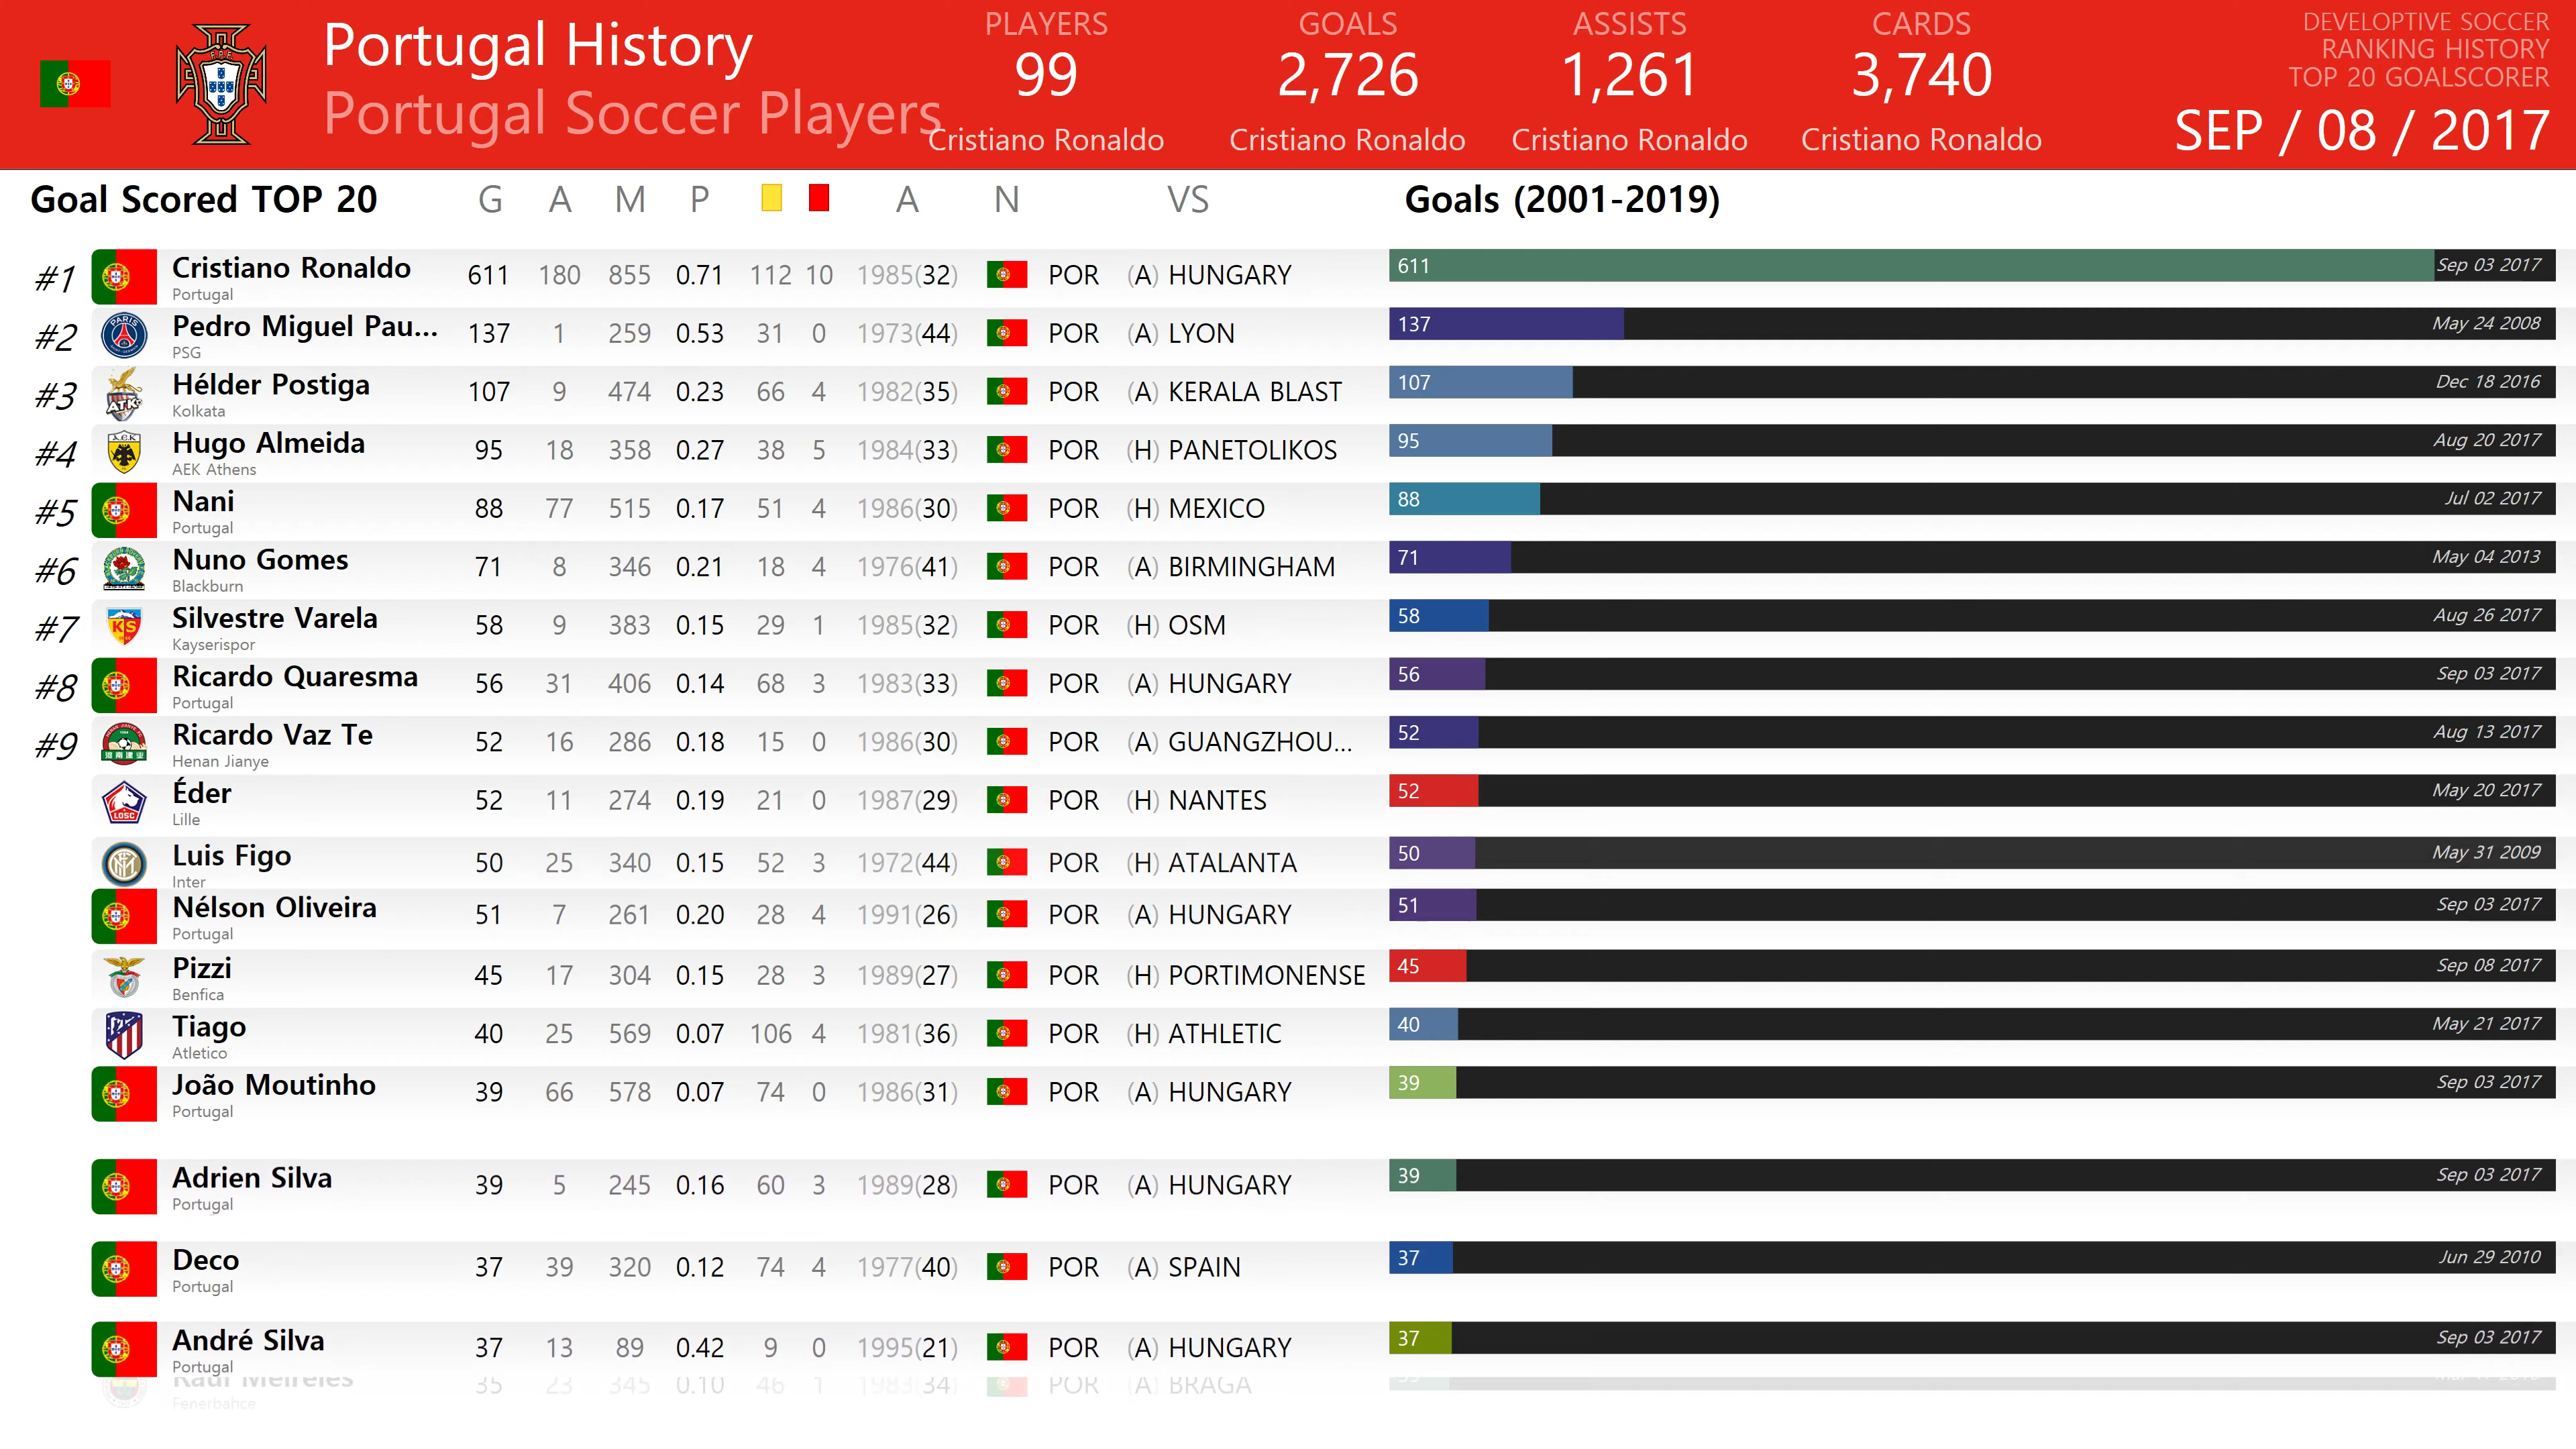 Portugal History
Portugal Soccer Players
PLAYERS
99
Cristiano Ronaldo
GOALS
2,726
Cristiano Ronaldo
ASSISTS
1,261
Cristiano Ronaldo
CARDS
3,740
Cristiano Ronaldo
DEVELOPTIVE SOCCER
RANKING HISTORY
TOP 20 GOALSCORER
SEP / 08 / 2017
Goal Scored TOP 20 G A M P A N VS Goals (2001-2019)
#1 Cristiano Ronaldo 611 180 855 0.71 112 10 1985(32) POR (A) HUNGARY 611 Sep 03 2017
Portugal
#2 Pedro Miguel Pau... 137 1 259 0.53 31 0 1973(44) POR (A) LYON 137 May 24 2008
PSG
#3 Hélder Postiga 107 9 474 0.23 66 4 1982(35) POR (A) KERALA BLAST 107 Dec 18 2016
Kolkata
#4 Hugo Almeida 95 18 358 0.27 38 5 1984(33) POR (H) PANETOLIKOS 95 Aug 20 2017
AEK Athens
#5 Nani 88 77 515 0.17 51 4 1986(30) POR (H) MEXICO 88 Jul 02 2017
Portugal
#6 Nuno Gomes 71 8 346 0.21 18 4 1976(41) POR (A) BIRMINGHAM 71 May 04 2013
Blackburn
#7 Silvestre Varela 58 9 383 0.15 29 1 1985(32) POR (H) OSM 58 Aug 26 2017
Kayserispor
#8 Ricardo Quaresma 56 31 406 0.14 68 3 1983(33) POR (A) HUNGARY 56 Sep 03 2017
Portugal
#9 Ricardo Vaz Te 52 16 286 0.18 15 0 1986(30) POR (A) GUANGZHOU... 52 Aug 13 2017
Henan Jianye
Éder 52 11 274 0.19 21 0 1987(29) POR (H) NANTES 52 May 20 2017
Lille
Luis Figo 50 25 340 0.15 52 3 1972(44) POR (H) ATALANTA 50 May 31 2009
Inter
Nélson Oliveira 51 7 261 0.20 28 4 1991(26) POR (A) HUNGARY 51 Sep 03 2017
Portugal
Pizzi 45 17 304 0.15 28 3 1989(27) POR (H) PORTIMONENSE 45 Sep 08 2017
Benfica
Tiago 40 25 569 0.07 106 4 1981(36) POR (H) ATHLETIC 40 May 21 2017
Atletico
João Moutinho 39 66 578 0.07 74 0 1986(31) POR (A) HUNGARY 39 Sep 03 2017
Portugal
Adrien Silva 39 5 245 0.16 60 3 1989(28) POR (A) HUNGARY 39 Sep 03 2017
Portugal
Deco 37 39 320 0.12 74 4 1977(40) POR (A) SPAIN 37 Jun 29 2010
Portugal
André Silva 37 13 89 0.42 9 0 1995(21) POR (A) HUNGARY 37 Sep 03 2017
Portugal
Raul Meireles 35 23 345 0.10 46 1 1983(34) POR (A) BRAGA
Fenerbahce